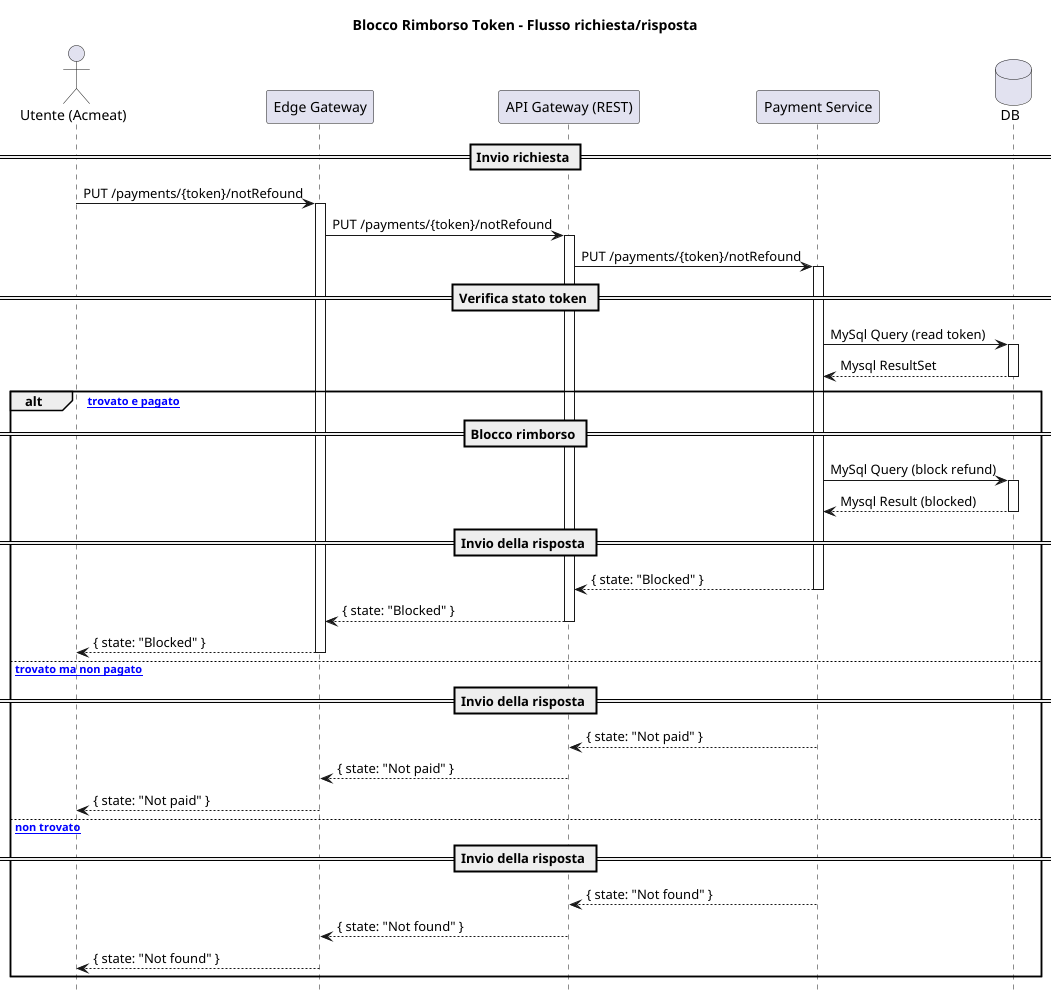 Blocco Rimborso Token - Flusso richiesta/risposta
Utente (Acmeat)
Edge Gateway
API Gateway (REST)
Payment Service
DB
Invio richiesta
PUT /payments/{token}/notRefound
PUT /payments/{token}/notRefound
PUT /payments/{token}/notRefound
Verifica stato token
MySql Query (read token)
Mysql ResultSet
alt
trovato e pagato
Blocco rimborso
MySql Query (block refund)
Mysql Result (blocked)
Invio della risposta
{ state: "Blocked" }
{ state: "Blocked" }
{ state: "Blocked" }
trovato ma non pagato
Invio della risposta
{ state: "Not paid" }
{ state: "Not paid" }
{ state: "Not paid" }
non trovato
Invio della risposta
{ state: "Not found" }
{ state: "Not found" }
{ state: "Not found" }